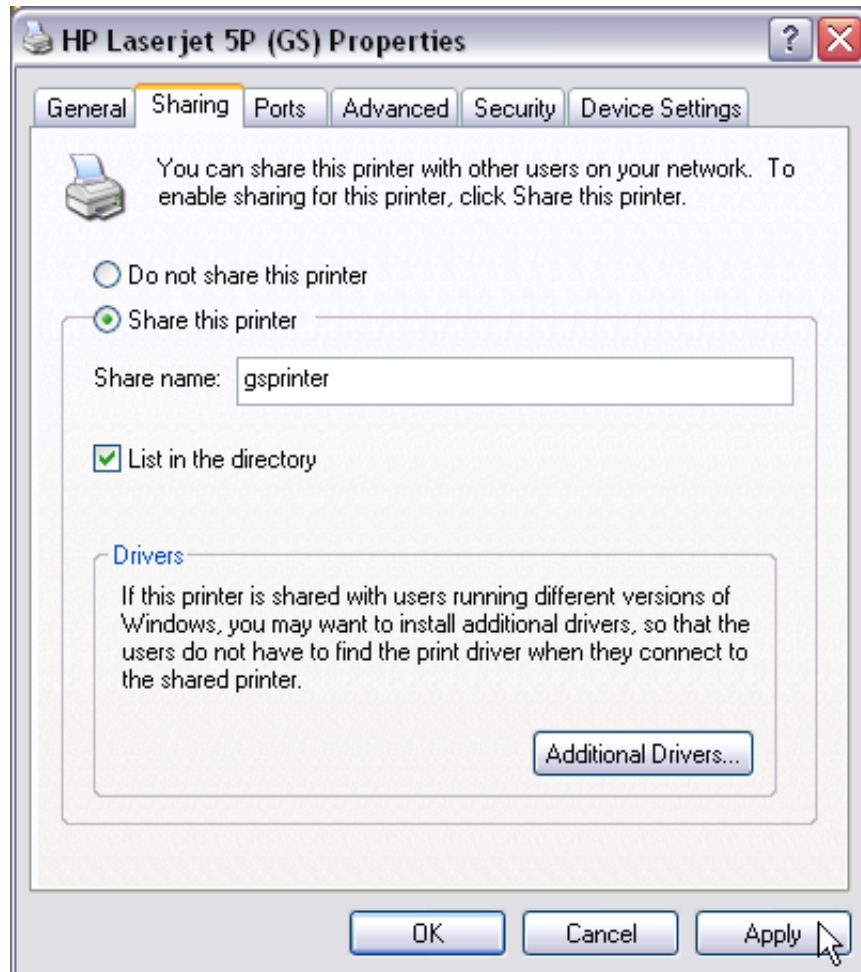 HP Laserjet 5P (GS) Properties
?
General Sharing Ports Advanced Security Device Settings
You can share this printer with other users on your network. To
enable sharing for this printer, click Share this printer.
Do not share this printer
Share this printer
Share name: gsprinter
List in the directory
Drivers
If this printer is shared with users running different versions of
Windows, you may want to install additional drivers, so that the
users do not have to find the print driver when they connect to
the shared printer.
Additional Drivers...
OK Cancel Apply